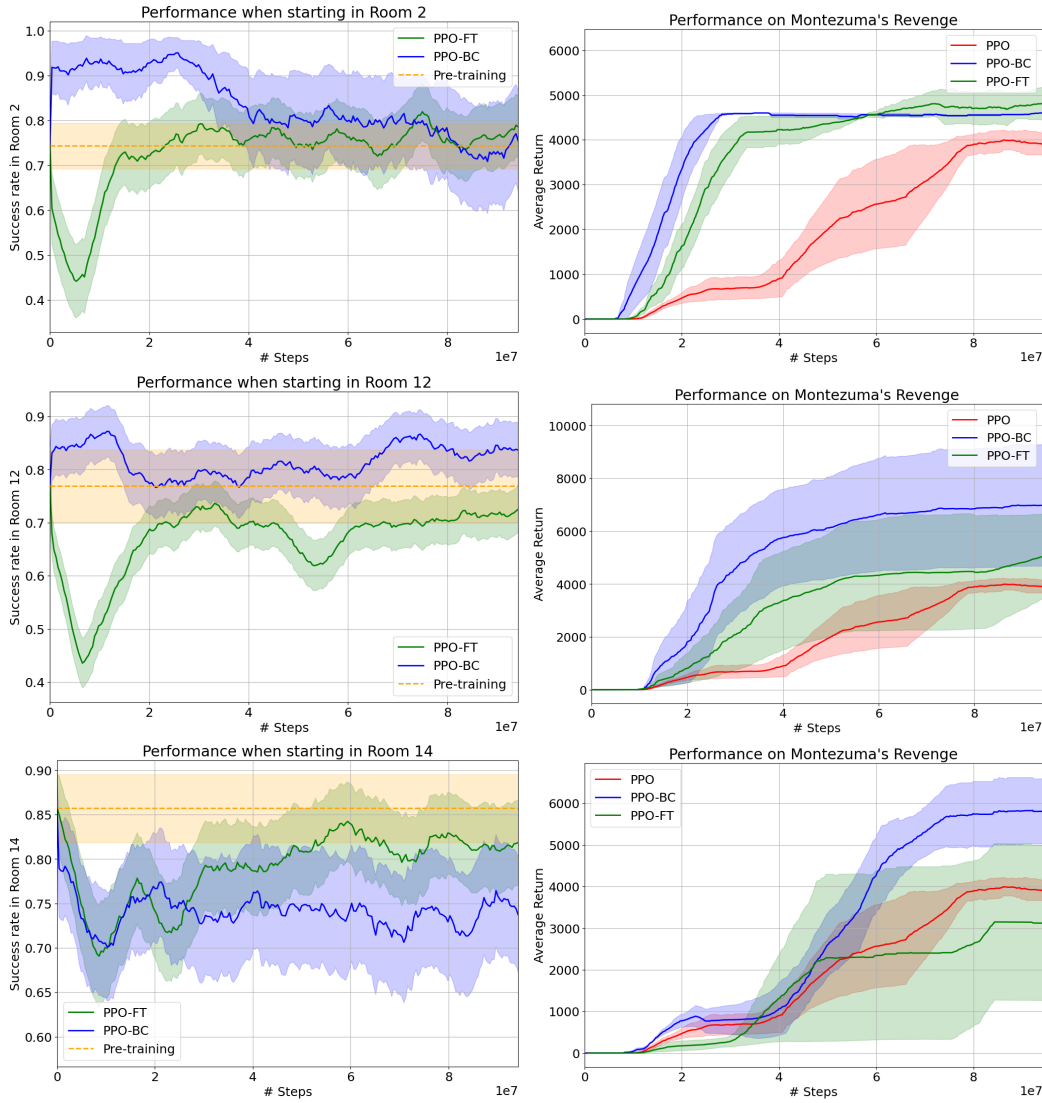 Performance when starting in Room 2
Success rate in Room 2
1.0
0.9
0.8
0.7
0.6
0.5
0.4
PPO-FT
PPO-BC
Pre-training
0 2 4 6 8
# Steps
1e7
Performance on Montezuma's Revenge
Average Return
6000
5000
4000
3000
2000
1000
0
PPO
PPO-BC
PPO-FT
0 2 4 6 8
# Steps
1e7
Performance when starting in Room 12
Success rate in Room 12
0.9
0.8
0.7
0.6
0.5
0.4
PPO-FT
PPO-BC
Pre-training
0 2 4 6 8
# Steps
1e7
Performance on Montezuma's Revenge
Average Return
10000
8000
6000
4000
2000
0
PPO
PPO-BC
PPO-FT
0 2 4 6 8
# Steps
1e7
Performance when starting in Room 14
Success rate in Room 14
0.90
0.85
0.80
0.75
0.70
0.65
0.60
PPO-FT
PPO-BC
Pre-training
0 2 4 6 8
# Steps
1e7
Performance on Montezuma's Revenge
Average Return
6000
5000
4000
3000
2000
1000
0
PPO
PPO-BC
PPO-FT
0 2 4 6 8
# Steps
1e7